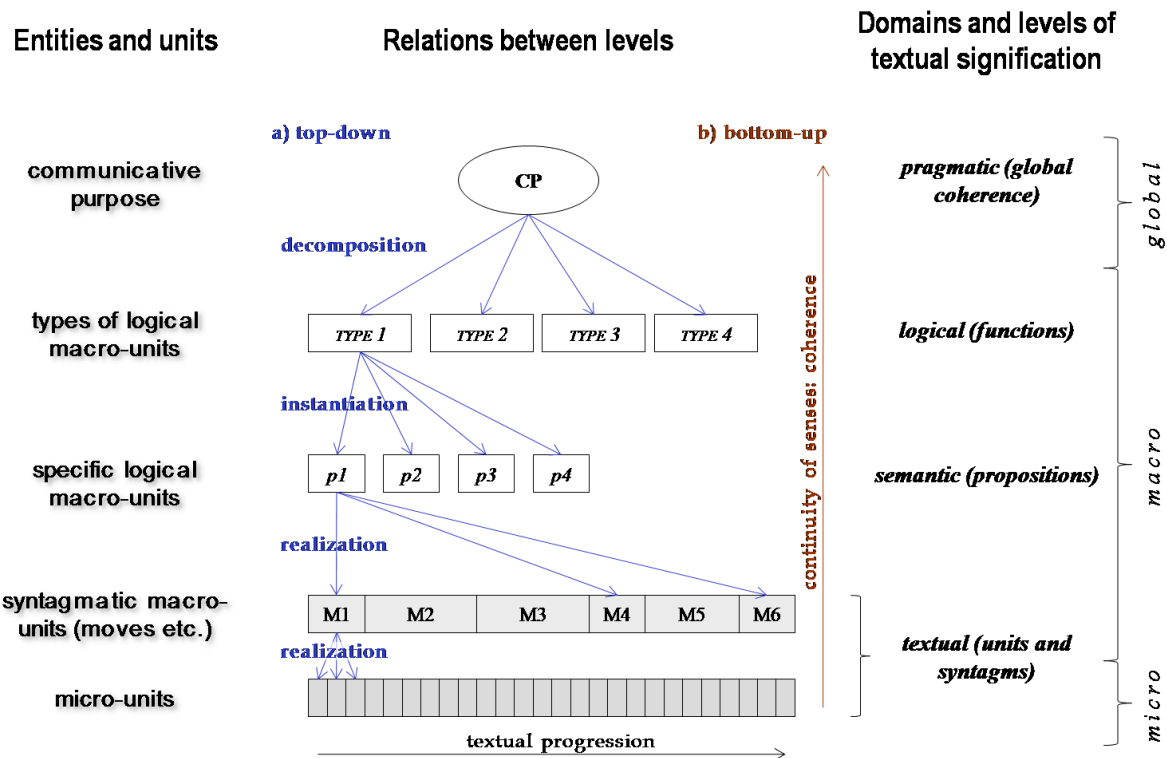 Entities and units
Relations between levels
Domains and levels of
textual signification
a) top-down
b) bottom-up
communicative
purpose
CP
pragmatic (global
coherence)
global
decomposition
types of logical
macro-units
TYPE 1
TYPE 2
TYPE 3
TYPE 4
logical (functions)
continuity of senses: coherence
instantiation
specific logical
macro-units
p1
p2
p3
p4
semantic (propositions)
macro
realization
syntagmatic macro-
units (moves etc.)
M1
M2
M3
M4
M5
M6
realization
textual (units and
syntagms)
micro-units
micro
textual progression